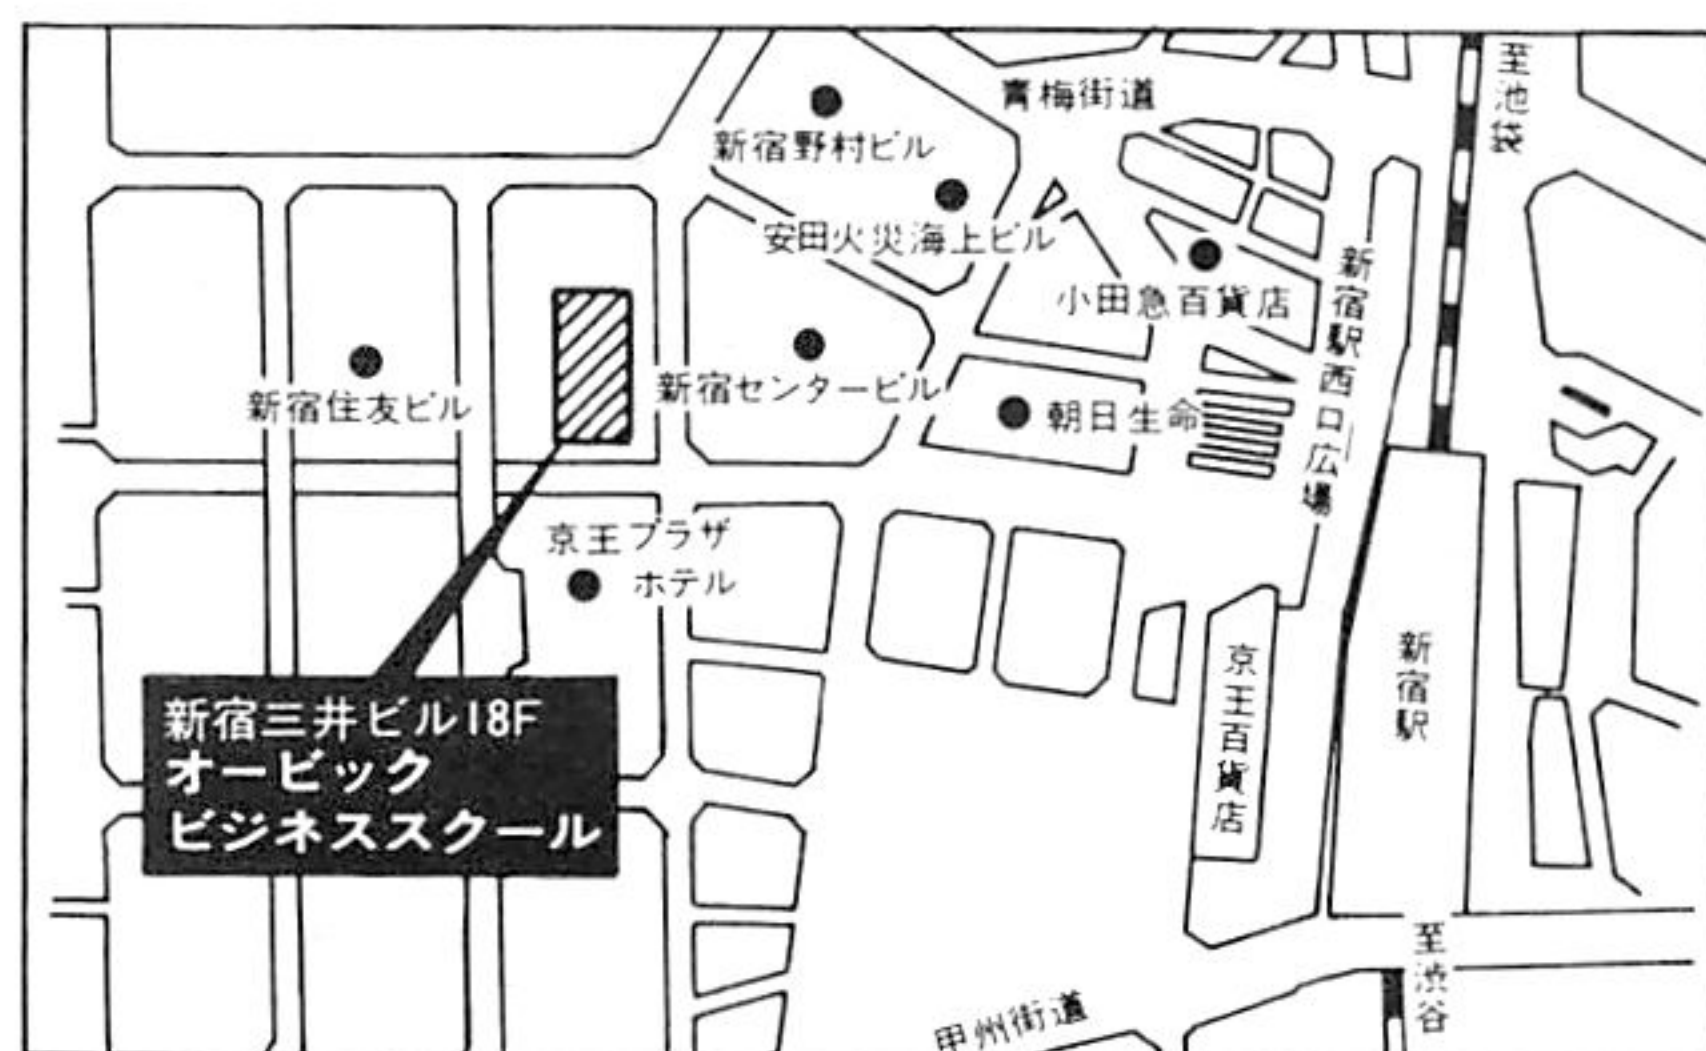 至池袋
青梅街道
新宿野村ビル
安田火災海上ビル
小田急百貨店
新宿駅西口広場
新宿センタービル
新宿住友ビル
朝日生命
京王プラザ
ホテル
新宿三井ビル18F
オービック
ビジネススクール
京王百貨店
新宿駅
至渋谷
甲州街道